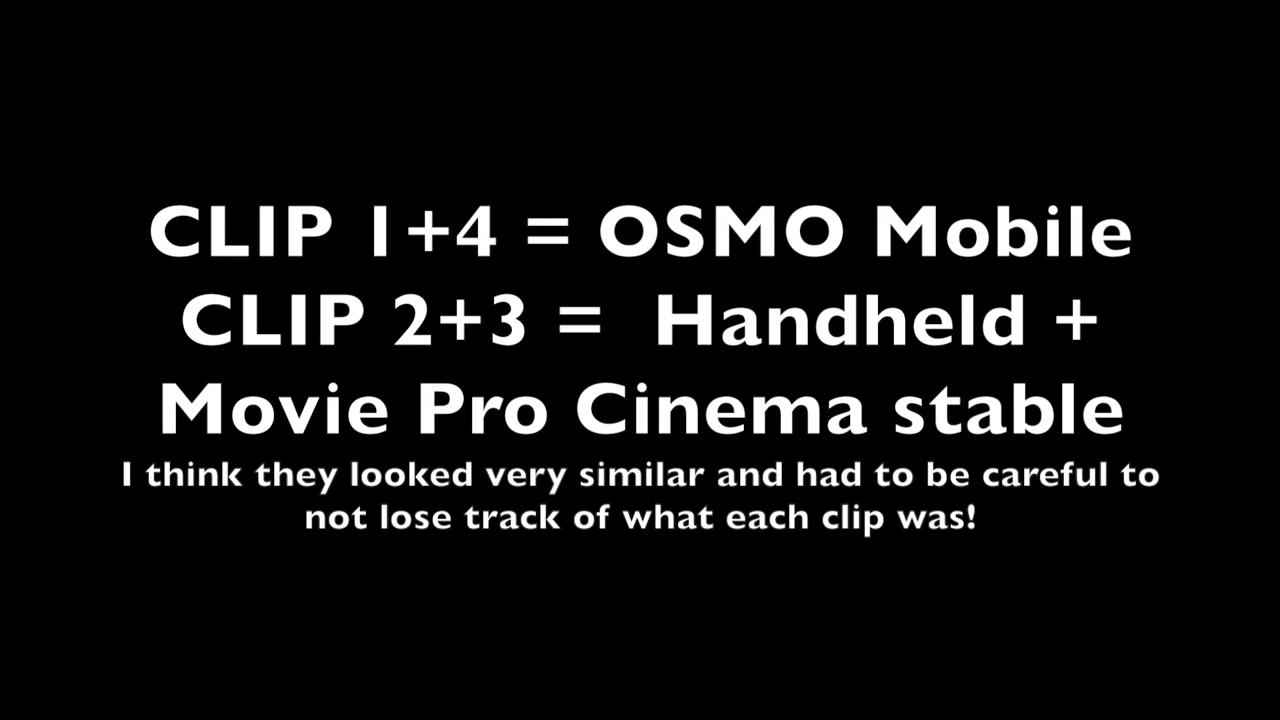 CLIP 1+4 = OSMO Mobile
CLIP 2+3 = Handheld +
Movie Pro Cinema stable
I think they looked very similar and had to be careful to
not lose track of what each clip was!